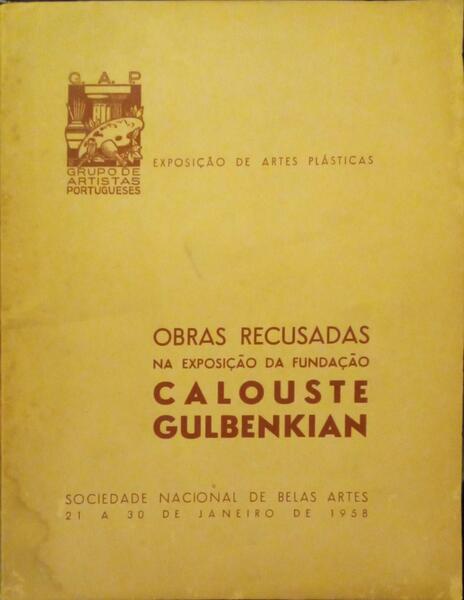 G. A. P.
GRUPO DE
ARTISTAS
PORTUGUESES
EXPOSIÇÃO DE ARTES PLÁSTICAS
OBRAS RECUSADAS
NA EXPOSIÇÃO DA FUNDAÇÃO
CALOUSTE
GULBENKIAN
SOCIEDADE NACIONAL DE BELAS ARTES
21 A 30 DE JANEIRO DE 1958